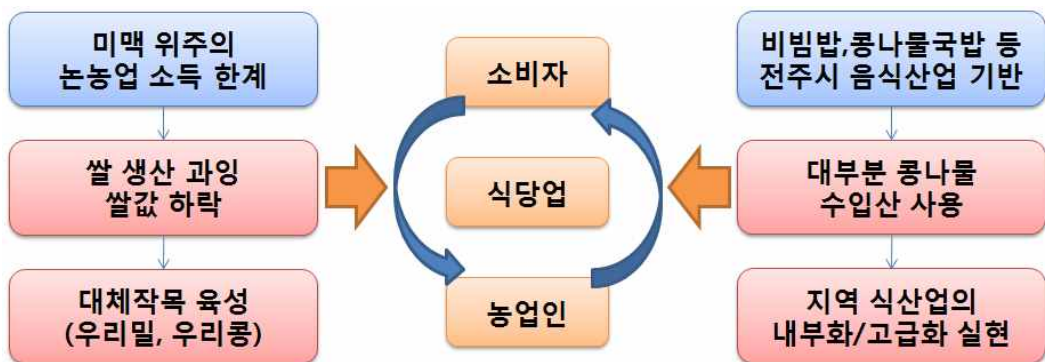 미맥 위주의
논농업 소득 한계
쌀 생산 과잉
쌀값 하락
대체작목 육성
(우리밀, 우리콩)
소비자
식당업
농업인
비빔밥,콩나물국밥 등
전주시 음식산업 기반
대부분 콩나물
수입산 사용
지역 식산업의
내부화/고급화 실현